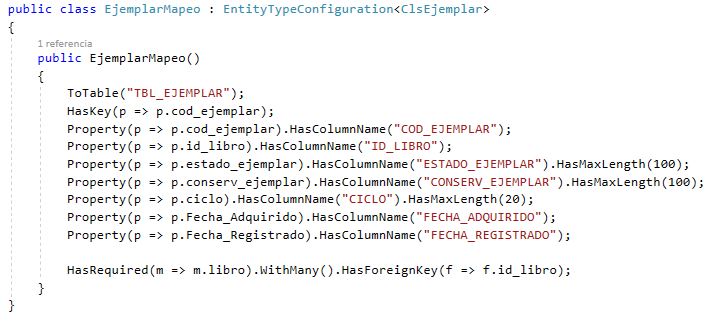 public class EjemplarMapeo : EntityTypeConfiguration<ClsEjemplar>
{
    1 referencia
    public EjemplarMapeo()
    {
        ToTable("TBL_EJEMPLAR");
        HasKey(p => p.cod_ejemplar);
        Property(p => p.cod_ejemplar).HasColumnName("COD_EJEMPLAR");
        Property(p => p.id_libro).HasColumnName("ID_LIBRO");
        Property(p => p.estado_ejemplar).HasColumnName("ESTADO_EJEMPLAR").HasMaxLength(100);
        Property(p => p.conserv_ejemplar).HasColumnName("CONSERV_EJEMPLAR").HasMaxLength(100);
        Property(p => p.ciclo).HasColumnName("CICLO").HasMaxLength(20);
        Property(p => p.Fecha_Adquirido).HasColumnName("FECHA_ADQUIRIDO");
        Property(p => p.Fecha_Registrado).HasColumnName("FECHA_REGISTRADO");
        HasRequired(m => m.libro).WithMany().HasForeignKey(f => f.id_libro);
    }
}